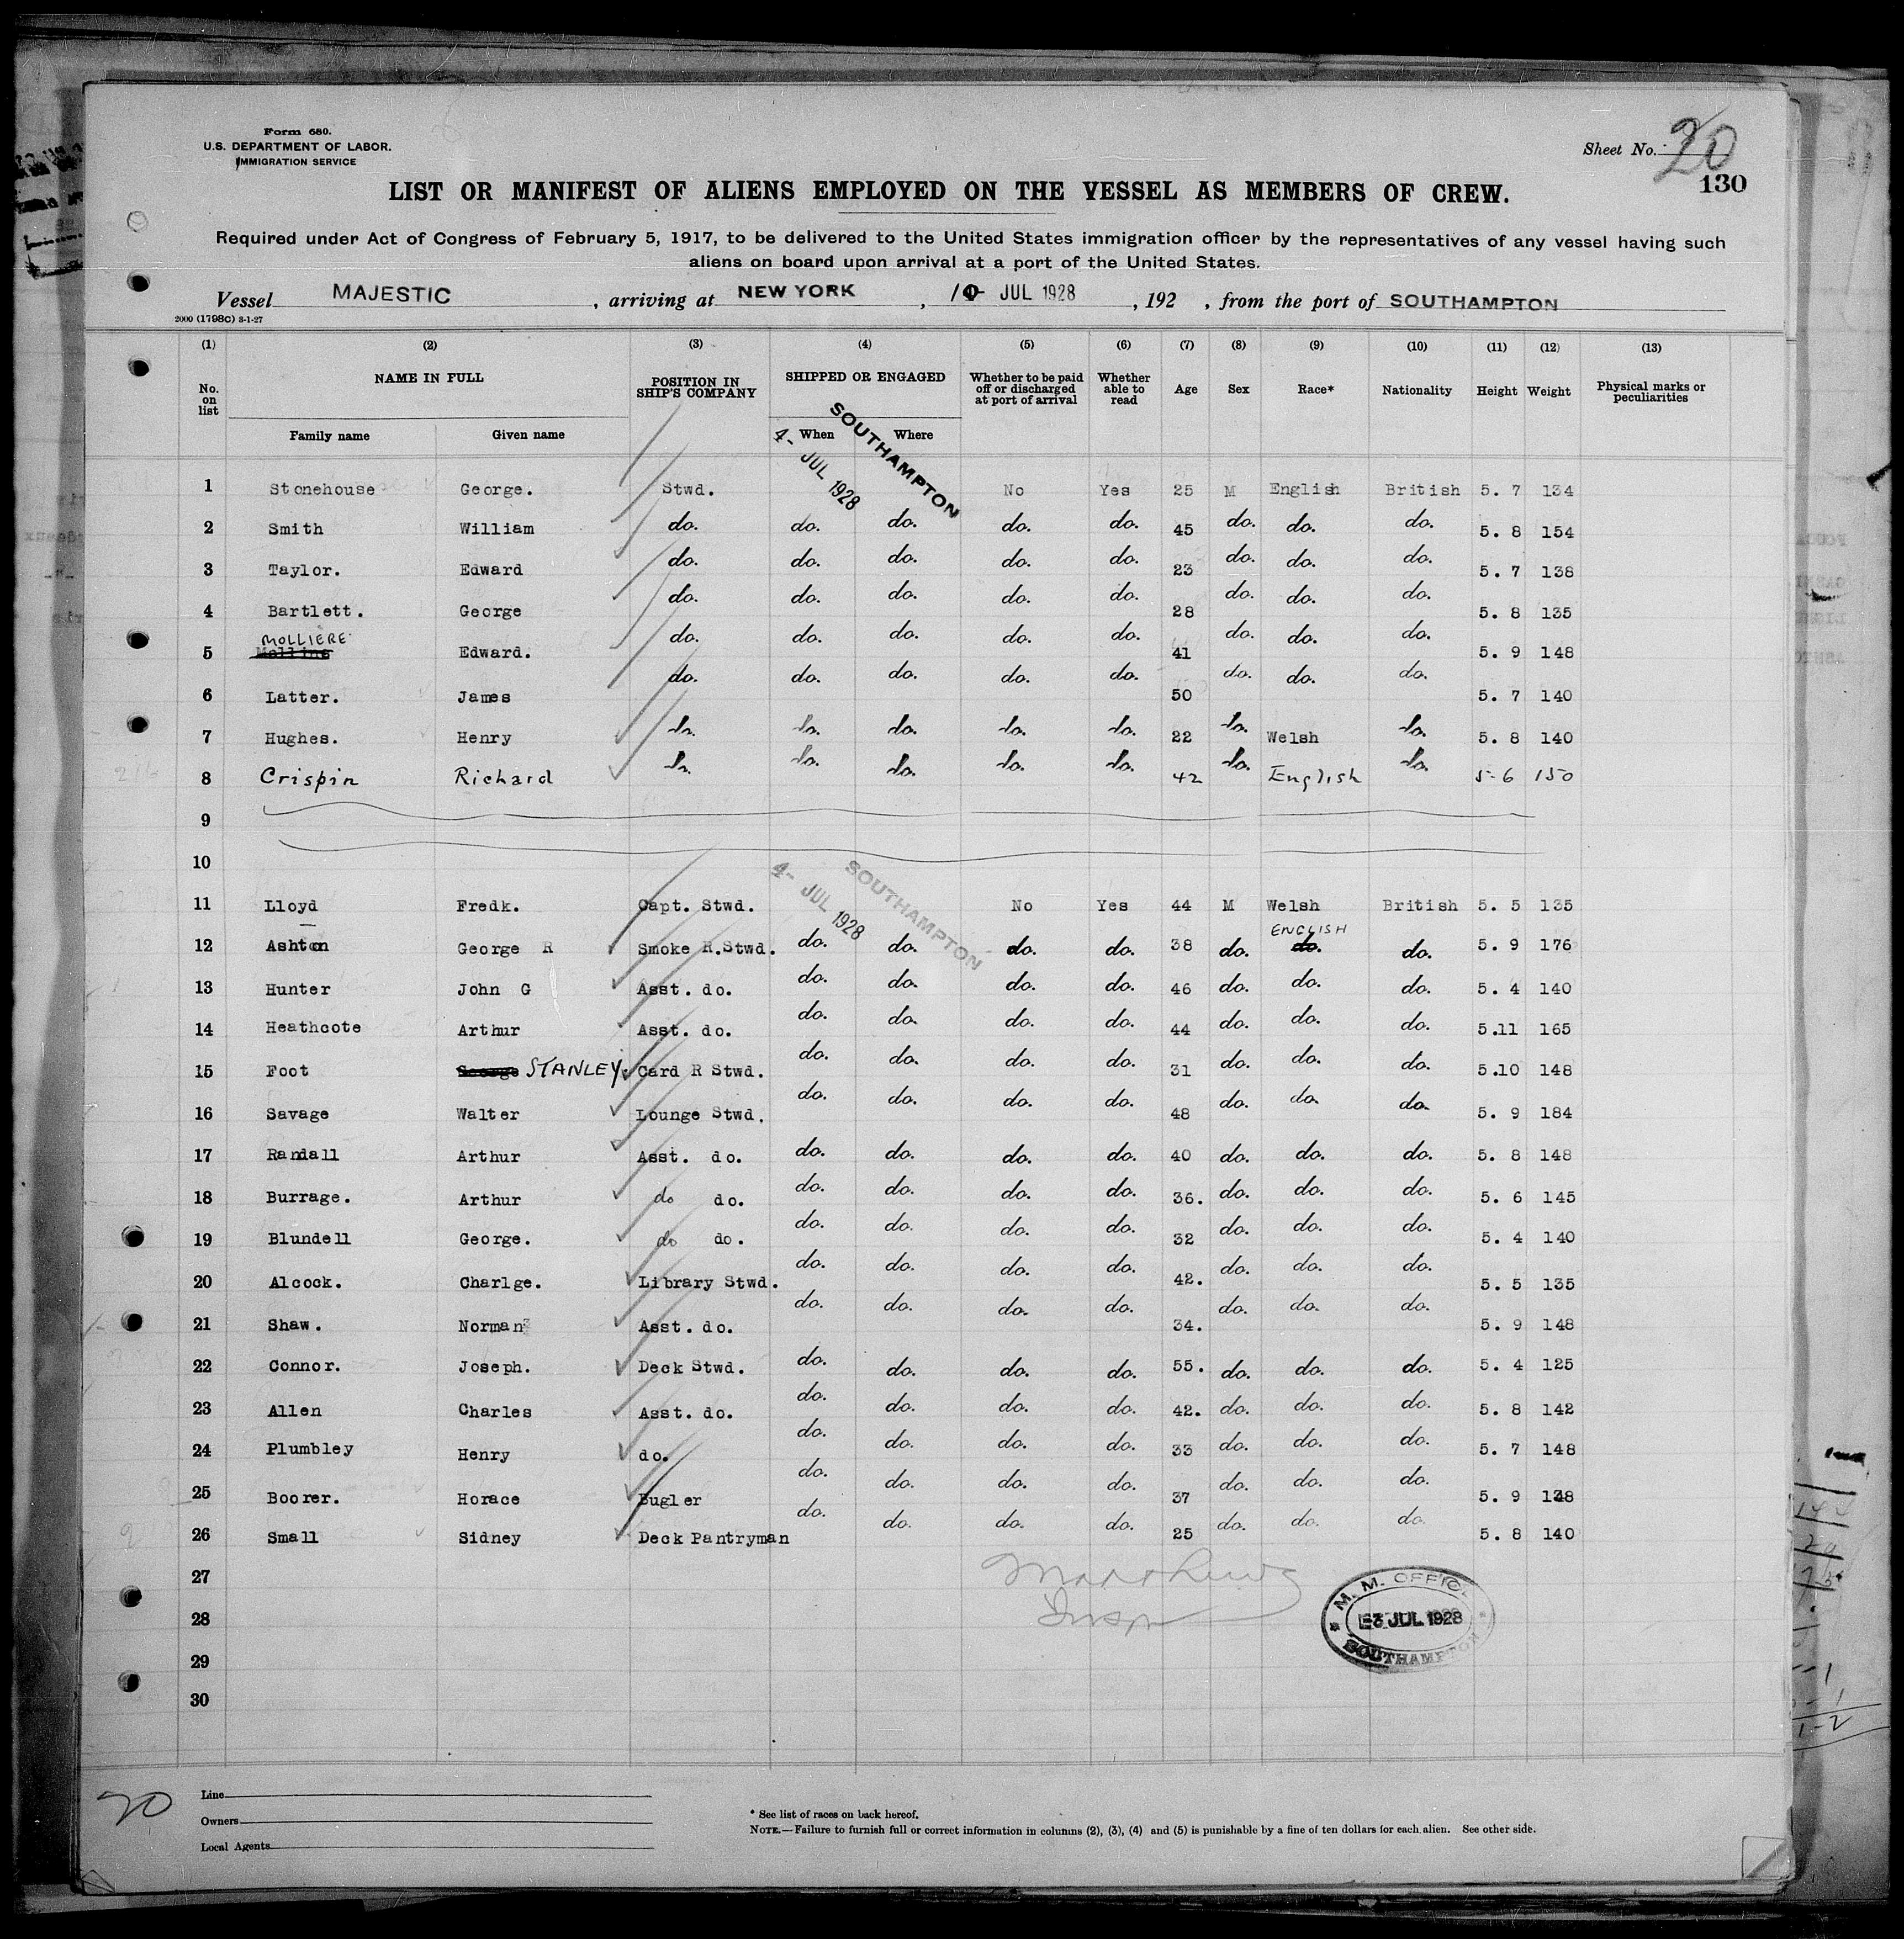 Form 680.
U.S. DEPARTMENT OF LABOR.
IMMIGRATION SERVICE
Sheet No. 20
130
LIST OR MANIFEST OF ALIENS EMPLOYED ON THE VESSEL AS MEMBERS OF CREW.
Required under Act of Congress of February 5, 1917, to be delivered to the United States immigration officer by the representatives of any vessel having such
aliens on board upon arrival at a port of the United States.
Vessel MAJESTIC, arriving at NEW YORK, 10 JUL 1928, 192 , from the port of SOUTHAMPTON
2000 (1798C) 3-1-27
(1) (2) (3) (4) (5) (6) (7) (8) (9) (10) (11) (12) (13)
No. on list NAME IN FULL POSITION IN SHIP'S COMPANY SHIPPED OR ENGAGED Whether to be paid off or discharged at port of arrival Whether able to read Age Sex Race* Nationality Height Weight Physical marks or peculiarities
Family name Given name When Where
4- JUL 1928 SOUTHAMPTON
1 Stonehouse George. Stwd. No Yes 25 M English British 5. 7 134
2 Smith William do. do. do. do. do. 45 do. do. do. 5. 8 154
3 Taylor. Edward do. do. do. do. do. 23 do. do. do. 5. 7 138
4 Bartlett. George do. do. do. do. do. 28 do. do. do. 5. 8 135
MOLLIERE
5 Edward. do. do. do. do. do. 41 do. do. do. 5. 9 148
6 Latter. James do. do. do. do. do. 50 do. do. do. 5. 7 140
7 Hughes. Henry do. do. do. do. do. 22 do. Welsh do. 5. 8 140
8 Crispin Richard do. do. do. do. do. 42 do. English do. 5-6 150
9
10
4- JUL 1928 SOUTHAMPTON
11 Lloyd Fredk. Capt. Stwd. No Yes 44 M Welsh British 5. 5 135
ENGLISH
12 Ashton George R Smoke R.Stwd. do. do. do. do. 38 do. do. do. 5. 9 176
13 Hunter John G Asst. do. do. do. do. do. 46 do. do. do. 5. 4 140
14 Heathcote Arthur Asst. do. do. do. do. do. 44 do. do. do. 5.11 165
15 Foot George STANLEY. Card R Stwd. do. do. do. do. 31 do. do. do. 5.10 148
16 Savage Walter Lounge Stwd. do. do. do. do. 48 do. do. do. 5. 9 184
17 Randall Arthur Asst. do. do. do. do. do. 40 do. do. do. 5. 8 148
18 Burrage. Arthur do do. do. do. do. do. 36. do. do. do. 5. 6 145
19 Blundell George. do do. do. do. do. do. 32 do. do. do. 5. 4 140
20 Alcock. Charlge. Library Stwd. do. do. do. do. 42. do. do. do. 5. 5 135
21 Shaw. Norman Asst. do. do. do. do. do. 34. do. do. do. 5. 9 148
22 Connor. Joseph. Deck Stwd. do. do. do. do. 55. do. do. do. 5. 4 125
23 Allen Charles Asst. do. do. do. do. do. 42. do. do. do. 5. 8 142
24 Plumbley Henry do. do. do. do. do. 33 do. do. do. 5. 7 148
25 Boorer. Horace Bugler do. do. do. do. 37 do. do. do. 5. 9 138
26 Small Sidney Deck Pantryman do. do. do. do. 25 do. do. do. 5. 8 140
27
28
29
30
Matthews
Insp
M. M. OFFICE
3 JUL 1928
SOUTHAMPTON
20
Line
Owners
Local Agents
* See list of races on back hereof.
NOTE.—Failure to furnish full or correct information in columns (2), (3), (4) and (5) is punishable by a fine of ten dollars for each alien. See other side.